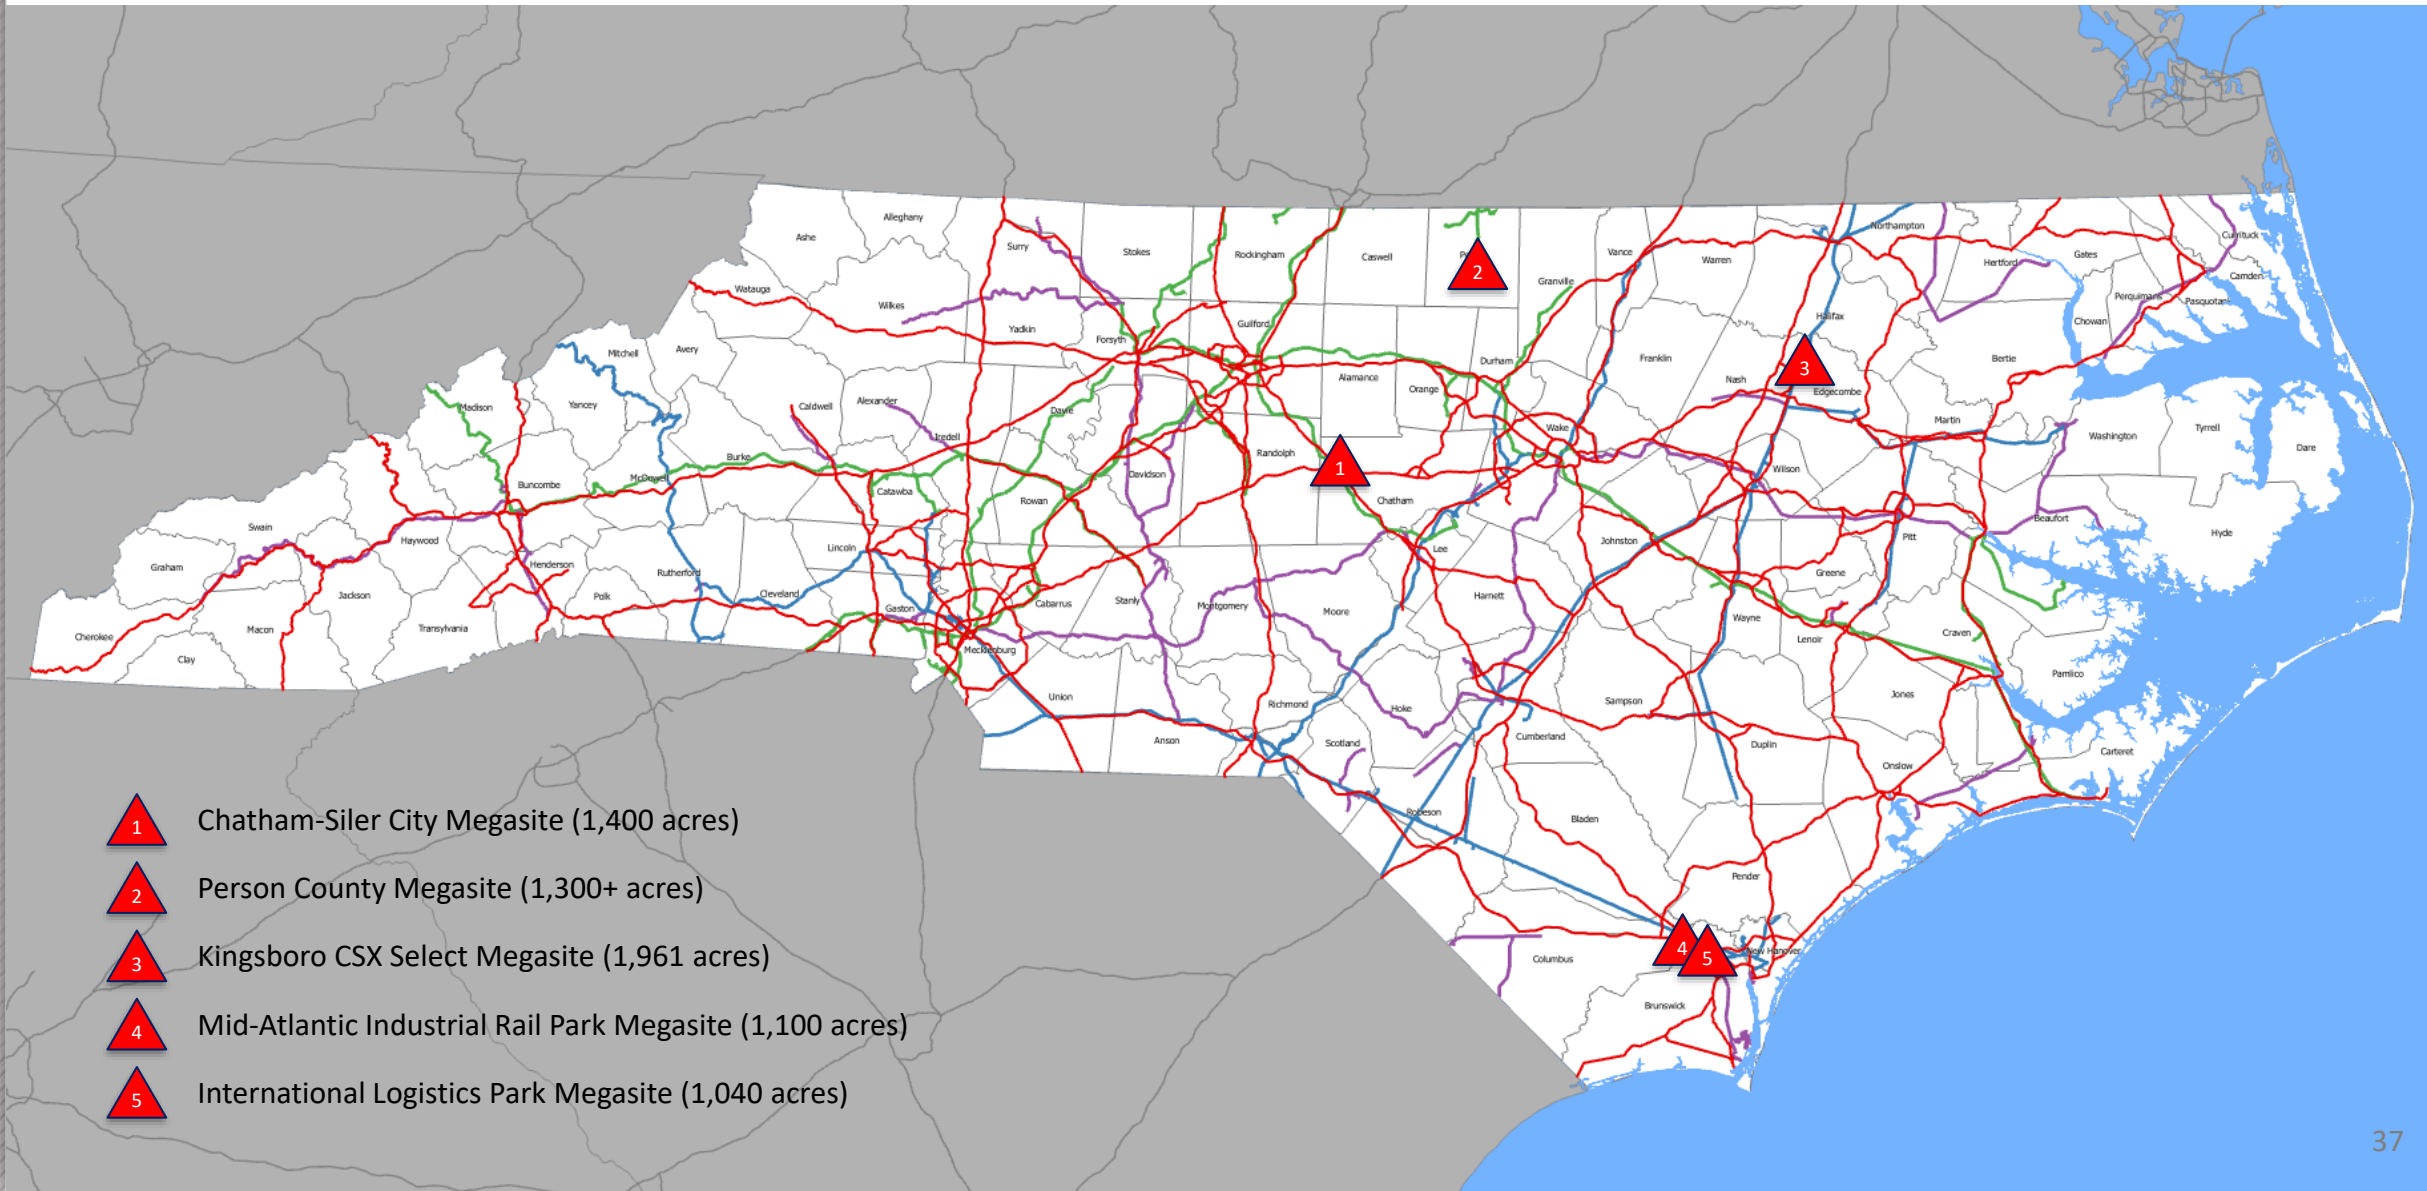 Northampton
Alleghany
Currituck
Ashe
Surry
Stokes
Rockingham
Caswell
Vance
Warren
Gates
Hertford
Camden
Granville
Watauga
Wilkes
Perquimans
Pasquotank
Halifax
Chowan
Yadkin
Guilford
Forsyth
Mitchell
Avery
Franklin
Bertie
Durham
Alamance
Nash
Orange
Edgecombe
Madison
Yancey
Caldwell
Alexander
Davie
Martin
Wake
Tyrrell
Washington
Iredell
Dare
Randolph
Burke
Wilson
Davidson
McDowell
Buncombe
Catawba
Rowan
Chatham
Beaufort
Swain
Hyde
Haywood
Pitt
Johnston
Lincoln
Lee
Graham
Henderson
Rutherford
Greene
Jackson
Polk
Cleveland
Harnett
Stanly
Cabarrus
Montgomery
Gaston
Moore
Wayne
Macon
Transylvania
Cherokee
Lenoir
Craven
Mecklenburg
Clay
Pamlico
Union
Jones
Sampson
Richmond
Hoke
Cumberland
Anson
Scotland
Duplin
Carteret
Onslow
Robeson
Bladen
Pender
New Hanover
Columbus
Brunswick
2
3
1
4
5
1 Chatham-Siler City Megasite (1,400 acres)
2 Person County Megasite (1,300+ acres)
3 Kingsboro CSX Select Megasite (1,961 acres)
4 Mid-Atlantic Industrial Rail Park Megasite (1,100 acres)
5 International Logistics Park Megasite (1,040 acres)
37